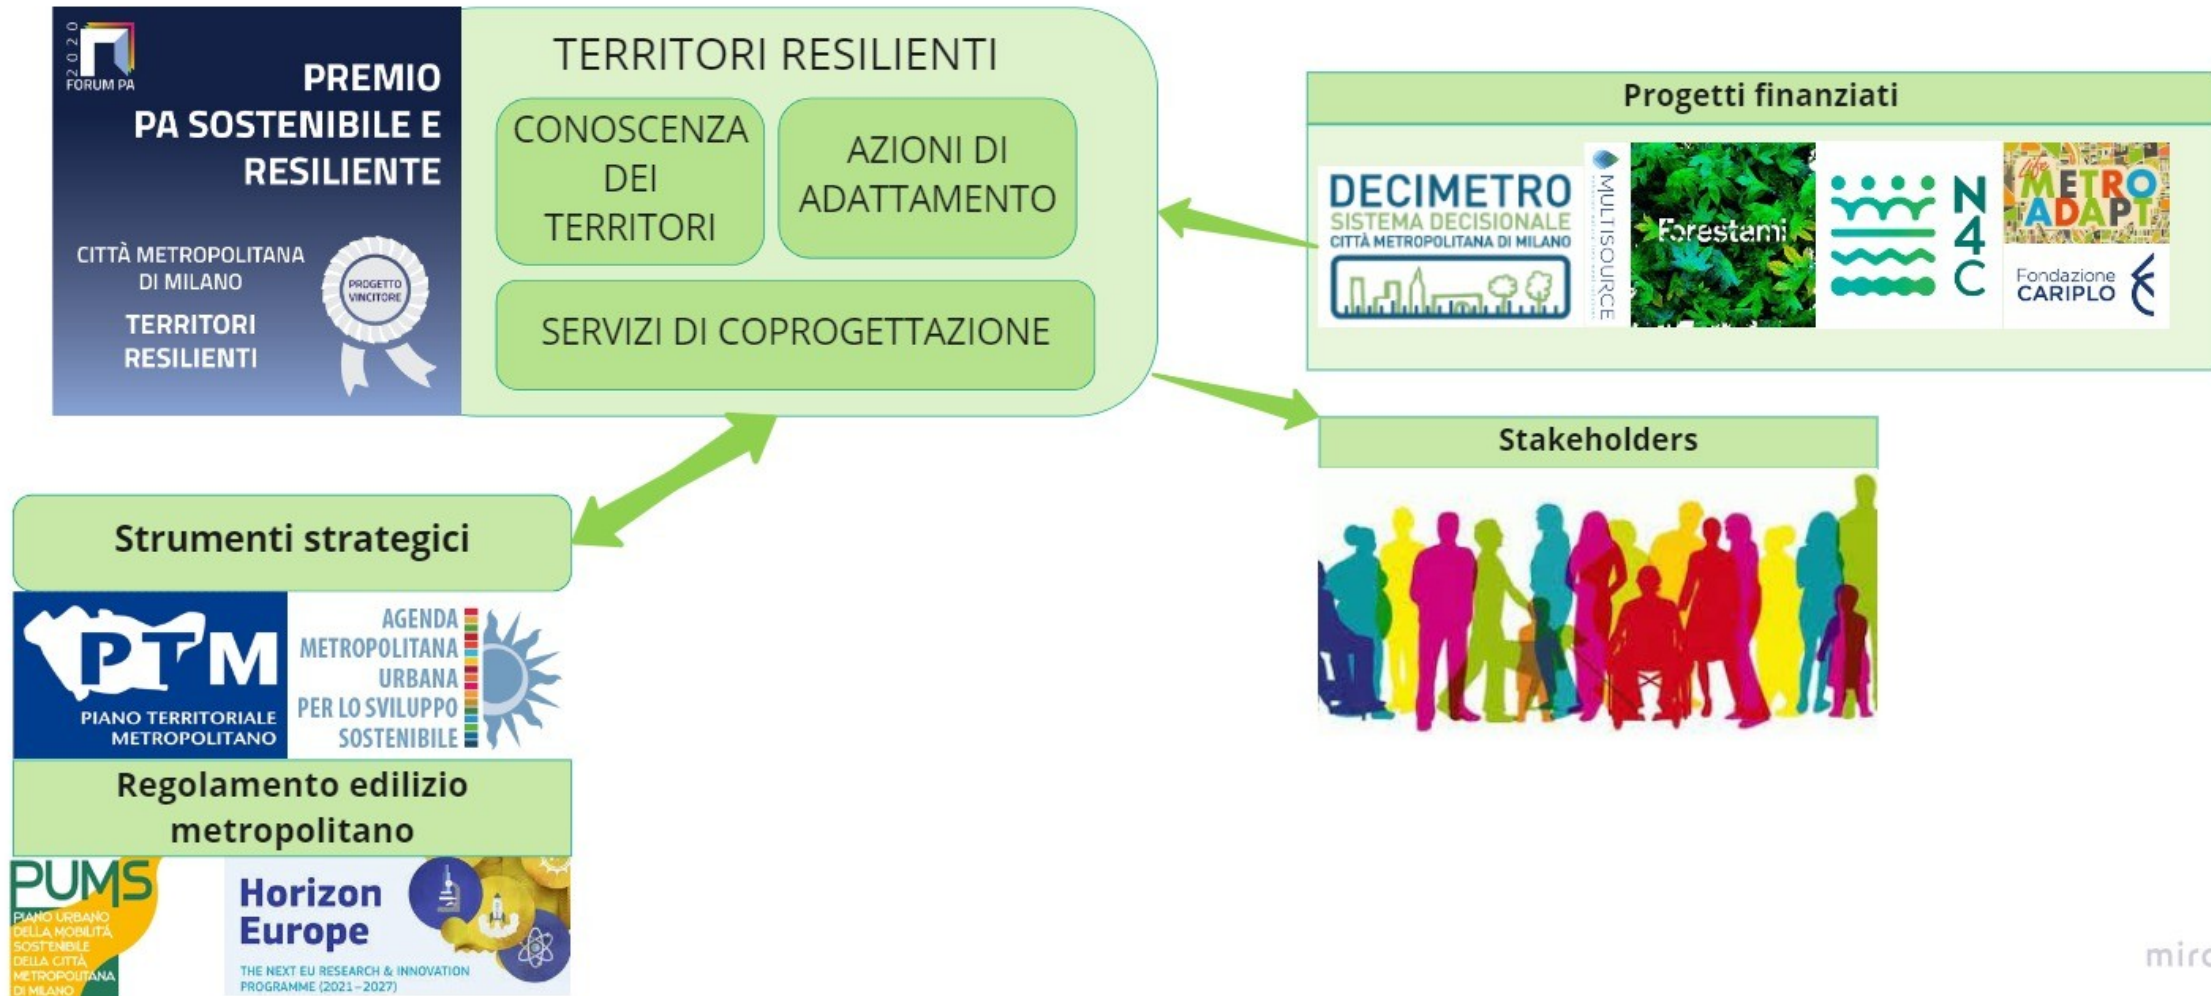 2020
FORUM PA
PREMIO
PA SOSTENIBILE E
RESILIENTE
CITTÀ METROPOLITANA
DI MILANO
TERRITORI
RESILIENTI
PROGETTO
VINCITORE
TERRITORI RESILIENTI
CONOSCENZA
DEI
TERRITORI
AZIONI DI
ADATTAMENTO
SERVIZI DI COPROGETTAZIONE
Progetti finanziati
DECIMETRO
SISTEMA DECISIONALE
CITTÀ METROPOLITANA DI MILANO
MULTISOURCE
Forestami
N4C
life
METRO
ADAPT
Fondazione
CARIPLO
Stakeholders
Strumenti strategici
PTM
PIANO TERRITORIALE
METROPOLITANO
AGENDA
METROPOLITANA
URBANA
PER LO SVILUPPO
SOSTENIBILE
Regolamento edilizio
metropolitano
PUMS
PIANO URBANO
DELLA MOBILITÀ
SOSTENIBILE
DELLA CITTÀ
METROPOLITANA
DI MILANO
Horizon
Europe
THE NEXT EU RESEARCH & INNOVATION
PROGRAMME (2021–2027)